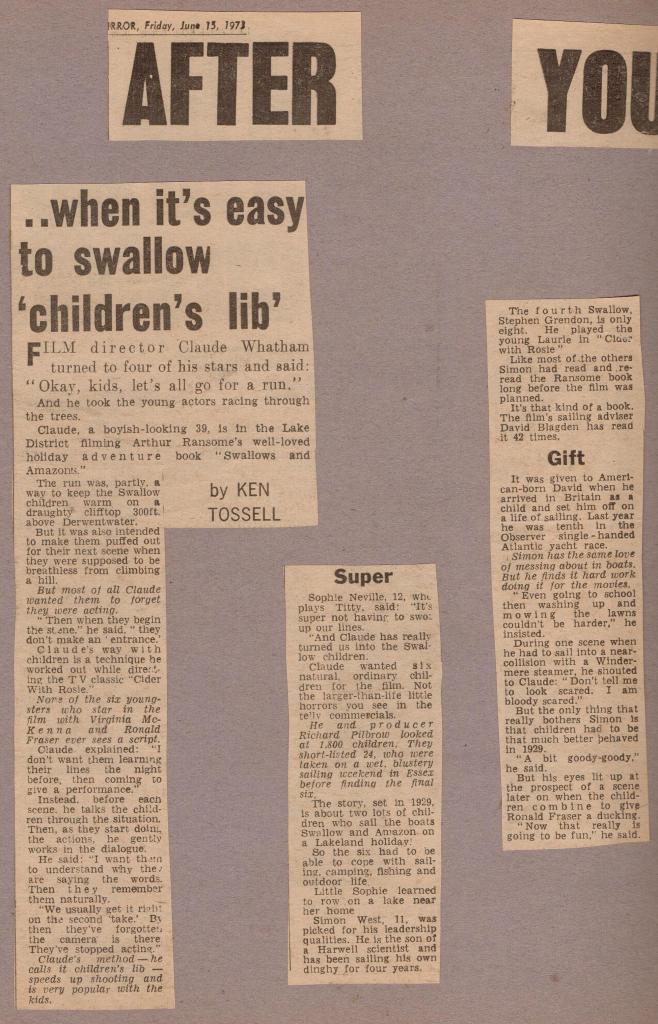 IRROR, Friday, June 15, 1973
AFTER
YOU
..when it's easy
to swallow
'children's lib'
FILM director Claude Whatham
turned to four of his stars and said:
"Okay, kids, let's all go for a run."
And he took the young actors racing through
the trees.
Claude, a boyish-looking 39, is in the Lake
District filming Arthur Ransome's well-loved
holiday adventure book "Swallows and
Amazons."
by KEN
TOSSELL
The run was, partly, a
way to keep the Swallow
children warm on a
draughty clifftop 300ft.
above Derwentwater.
But it was also intended
to make them puffed out
for their next scene when
they were supposed to be
breathless from climbing
a hill.
But most of all Claude
wanted them to forget
they were acting.
"Then when they begin
the scene," he said, "they
don't make an 'entrance.'
Claude's way with
children is a technique he
worked out while direct-
ing the TV classic "Cider
With Rosie."
None of the six young-
sters who star in the
film with Virginia Mc-
Kenna and Ronald
Fraser ever sees a script.
Claude explained: "I
don't want them learning
their lines the night
before, then coming to
give a performance."
Instead, before each
scene, he talks the child-
ren through the situation.
Then, as they start doing
the actions, he gently
works in the dialogue.
He said: "I want them
to understand why they
are saying the words.
Then they remember
them naturally.
"We usually get it right
on the second 'take.' By
then they've forgotten
the camera is there.
They've stopped acting."
Claude's method—he
calls it children's lib —
speeds up shooting and
is very popular with the
kids.
Super
Sophie Neville, 12, who
plays Titty, said: "It's
super not having to swot
up our lines.
"And Claude has really
turned us into the Swal-
low children.
Claude wanted six
natural, ordinary chil-
dren for the film. Not
the larger-than-life little
horrors you see in the
telly commercials.
He and producer
Richard Pilbrow looked
at 1,800 children. They
short-listed 24, who were
taken on a wet, blustery
sailing weekend in Essex
before finding the final
six.
The story, set in 1929,
is about two lots of chil-
dren who sail the boats
Swallow and Amazon on
a Lakeland holiday.
So the six had to be
able to cope with sail-
ing, camping, fishing and
outdoor life.
Little Sophie learned
to row on a lake near
her home
Simon West, 11, was
picked for his leadership
qualities. He is the son of
a Harwell scientist and
has been sailing his own
dinghy for four years.
The fourth Swallow,
Stephen Grendon, is only
eight. He played the
young Laurie in "Cider
with Rosie"
Like most of the others
Simon had read and re-
read the Ransome book
long before the film was
planned.
It's that kind of a book.
The film's sailing adviser
David Blagden has read
it 42 times.
Gift
It was given to Ameri-
can-born David when he
arrived in Britain as a
child and set him off on
a life of sailing. Last year
he was tenth in the
Observer single-handed
Atlantic yacht race.
Simon has the same love
of messing about in boats.
But he finds it hard work
doing it for the movies.
"Even going to school
then washing up and
mowing the lawns
couldn't be harder," he
insisted.
During one scene when
he had to sail into a near-
collision with a Winder-
mere steamer, he shouted
to Claude: "Don't tell me
to look scared. I am
bloody scared."
But the only thing that
really bothers Simon is
that children had to be
that much better behaved
in 1929.
"A bit goody-goody,"
he said.
But his eyes lit up at
the prospect of a scene
later on when the child-
ren combine to give
Ronald Fraser a ducking.
"Now that really is
going to be fun," he said.